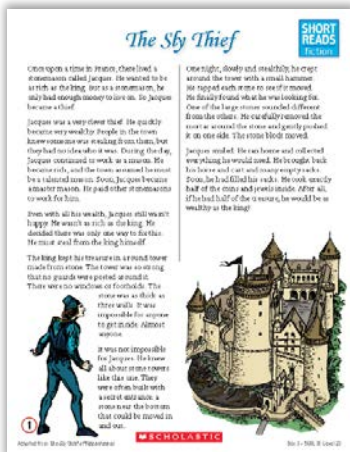 The Sly Thief
SHORT
READS
fiction
Once upon a time in France, there lived a
stonemason called Jacques. He wanted to be
as rich as the king. But as a stonemason, he
only had enough money to live on. So Jacques
became a thief.
Jacques was a very clever thief. He quickly
became very wealthy. People in the town
knew someone was stealing from them, but
they had no idea who it was. During the day,
Jacques continued to work as a mason. He
became rich, and the town assumed he must
be a talented mason. Soon, Jacques became
a master mason. He paid other stonemasons
to work for him.
Even with all his wealth, Jacques still wasn't
happy. He wasn't as rich as the king. He
decided there was only one way to fix this.
He must steal from the king himself.
The king kept his treasure in a round tower
made from stone. The tower was so strong
that no guards were posted around it.
There were no windows or footholds. The
stone was as thick as
three walls. It was
impossible for anyone
to get inside. Almost
anyone.
It was not impossible
for Jacques. He knew
all about stone towers
like this one. They
were often built with
a secret entrance: a
stone near the bottom
that could be moved in
and out.
One night, slowly and stealthily, he crept
around the tower with a small hammer.
He tapped each stone to see if it moved.
He finally found what he was looking for.
One of the large stones sounded different
from the others. He carefully removed the
mortar around the stone and gently pushed
it on one side. The stone block moved.
Jacques smiled. He ran home and collected
everything he would need. He brought back
his horse and cart and many empty sacks.
Soon, he had filled his sacks. He took exactly
half of the coins and jewels inside. After all,
if he had half of the treasure, he would be as
wealthy as the king!
1
SCHOLASTIC